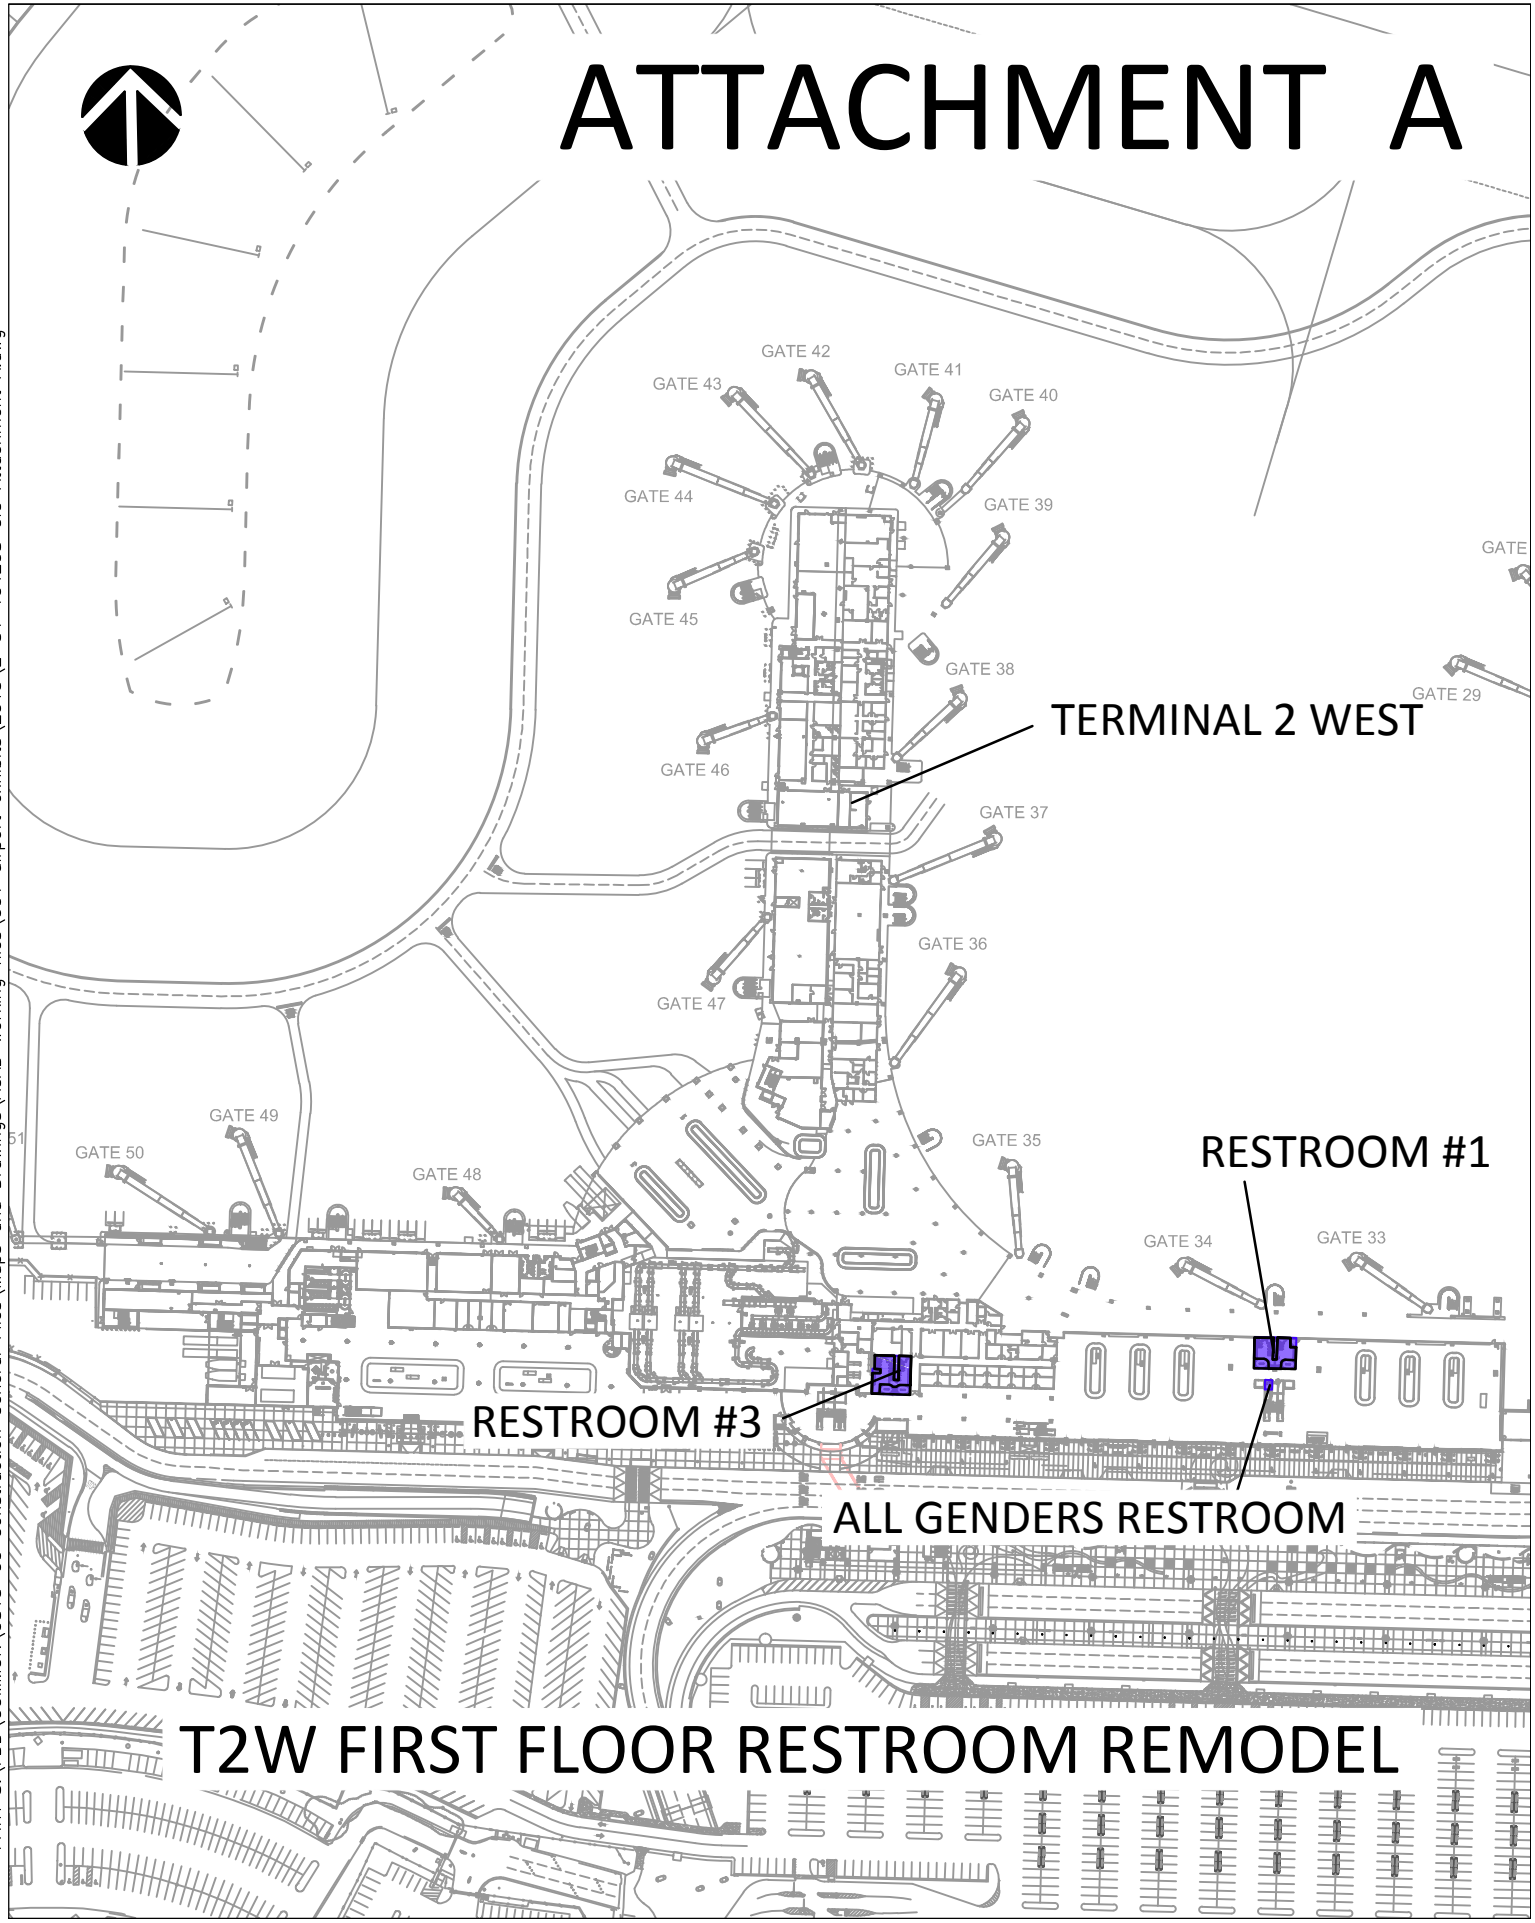 ATTACHMENT A
GATE 42
GATE 41
GATE 43
GATE 40
GATE 44
GATE 39
GATE
GATE 45
GATE 38
GATE 29
TERMINAL 2 WEST
GATE 46
GATE 37
GATE 36
GATE 47
GATE 49
51
GATE 50
GATE 35
RESTROOM #1
GATE 48
GATE 34
GATE 33
RESTROOM #3
ALL GENDERS RESTROOM
T2W FIRST FLOOR RESTROOM REMODEL